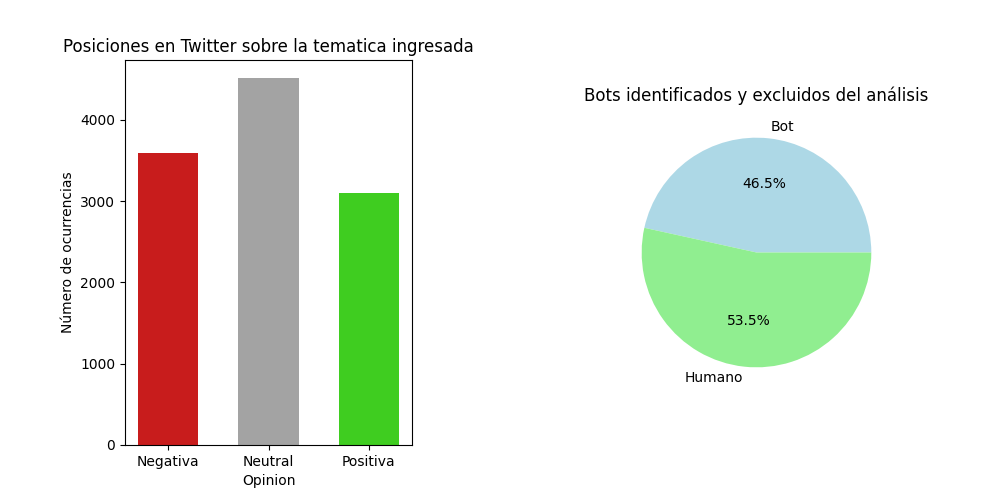 Posiciones en Twitter sobre la tematica ingresada
Número de ocurrencias
4000
3000
2000
1000
0
Negativa
Neutral
Positiva
Opinion
Bots identificados y excluidos del análisis
Bot
46.5%
53.5%
Humano